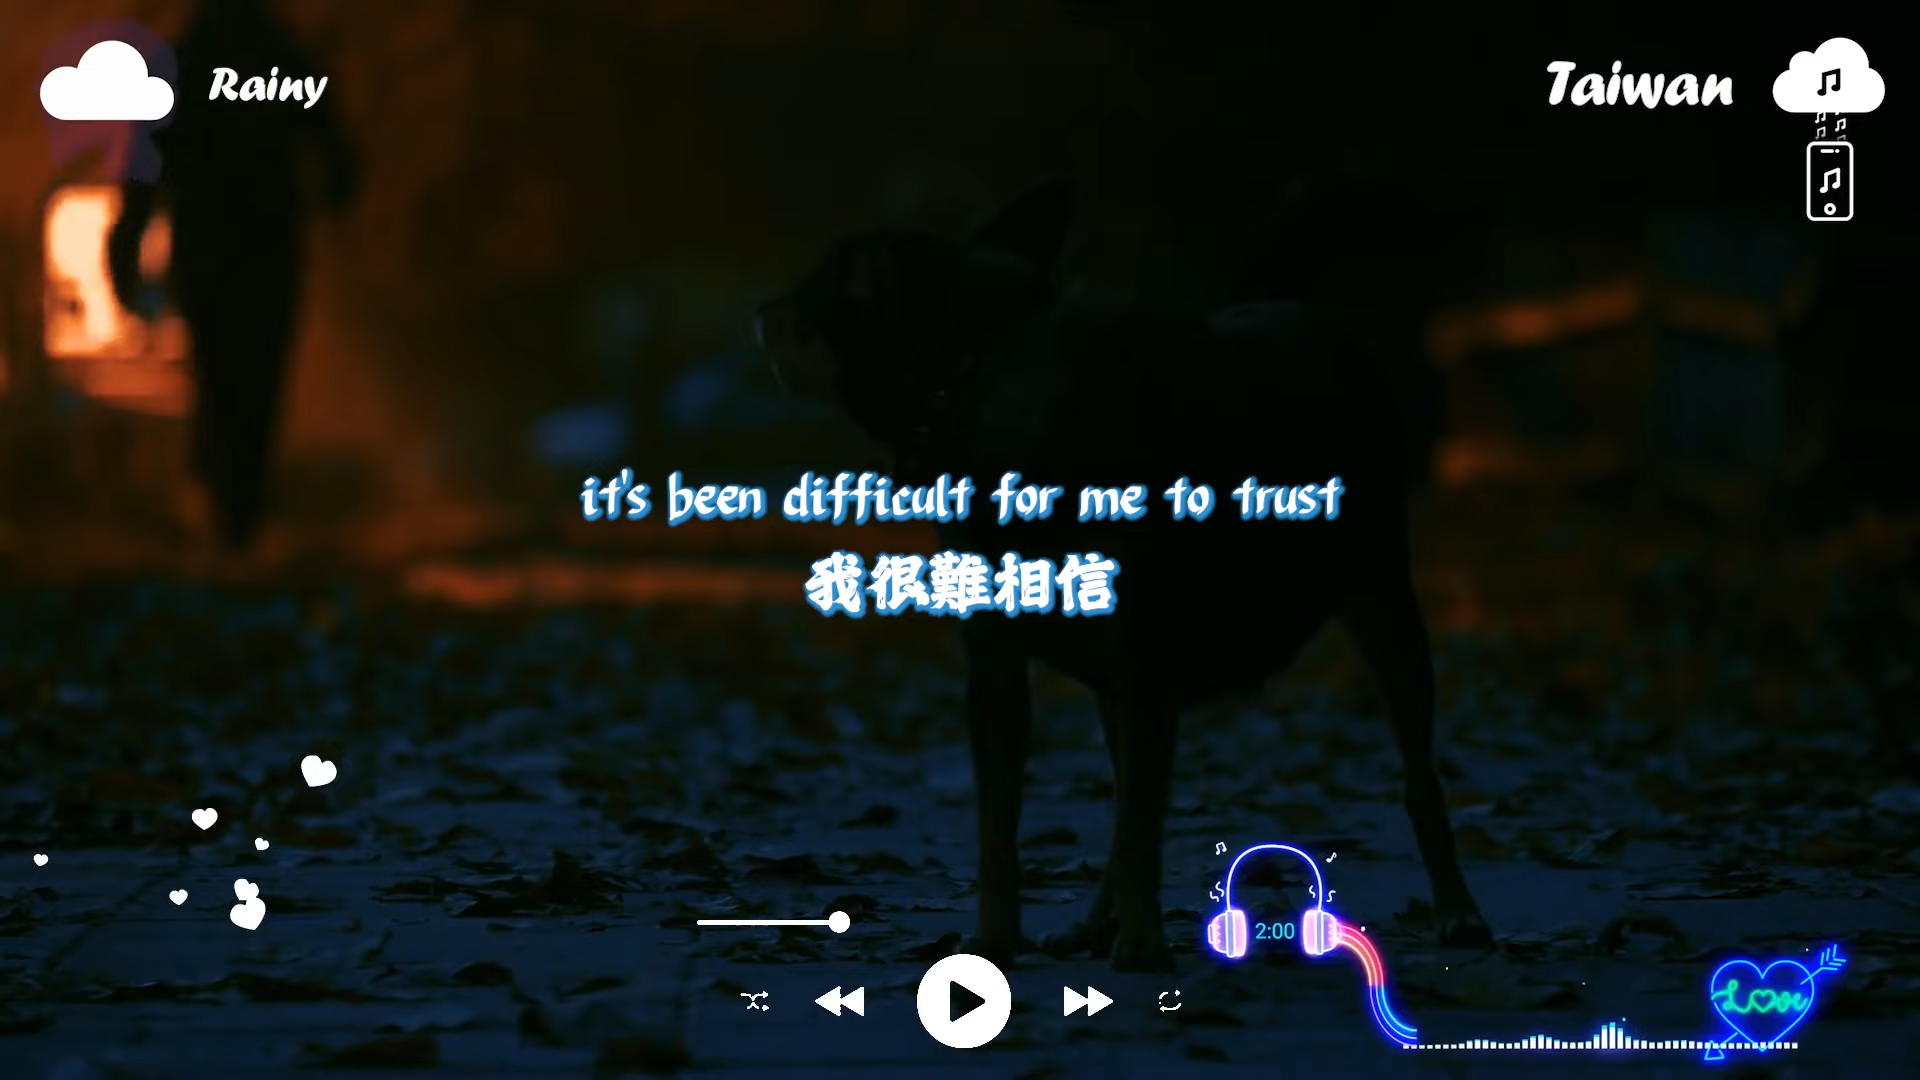 Rainy
Taiwan
it's been difficult for me to trust
我很難相信
2:00
Love